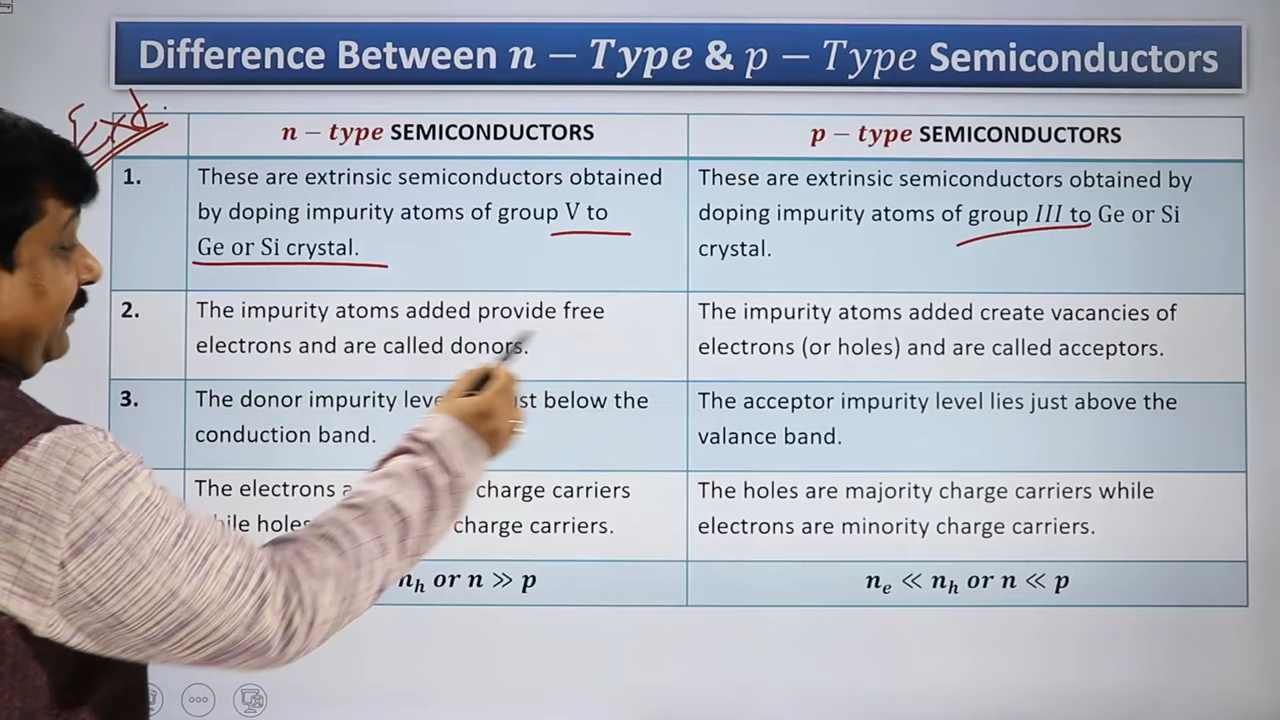 Difference Between n – Type & p – Type Semiconductors
Ext.
n – type SEMICONDUCTORS
p – type SEMICONDUCTORS
1.
These are extrinsic semiconductors obtained
by doping impurity atoms of group V to
Ge or Si crystal.
These are extrinsic semiconductors obtained by
doping impurity atoms of group III to Ge or Si
crystal.
2.
The impurity atoms added provide free
electrons and are called donors.
The impurity atoms added create vacancies of
electrons (or holes) and are called acceptors.
3.
The donor impurity below the
conduction band.
The acceptor impurity level lies just above the
valance band.
The electrons charge carriers
holes charge carriers.
The holes are majority charge carriers while
electrons are minority charge carriers.
nₕ or n ≫ p
nₑ ≪ nₕ or n ≪ p